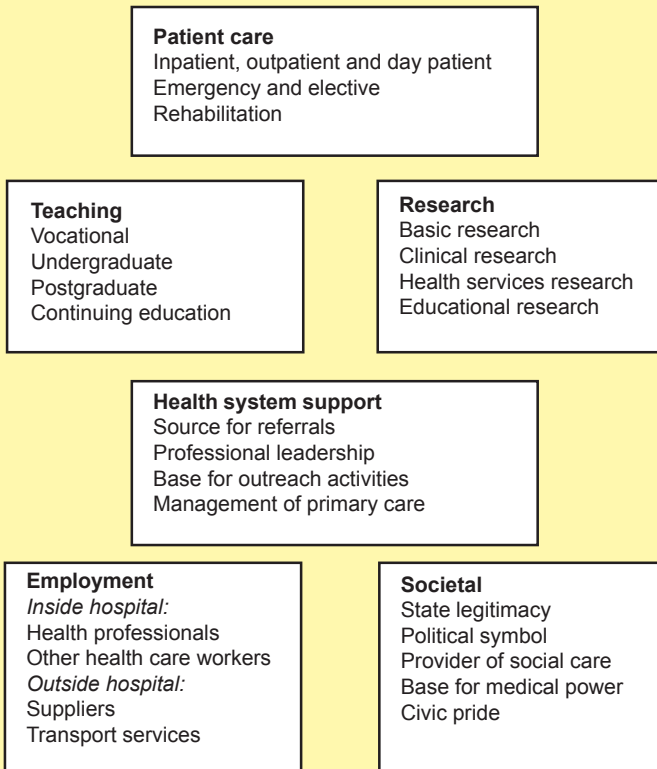 Patient care
Inpatient, outpatient and day patient
Emergency and elective
Rehabilitation
Teaching
Vocational
Undergraduate
Postgraduate
Continuing education
Research
Basic research
Clinical research
Health services research
Educational research
Health system support
Source for referrals
Professional leadership
Base for outreach activities
Management of primary care
Employment
Inside hospital:
Health professionals
Other health care workers
Outside hospital:
Suppliers
Transport services
Societal
State legitimacy
Political symbol
Provider of social care
Base for medical power
Civic pride